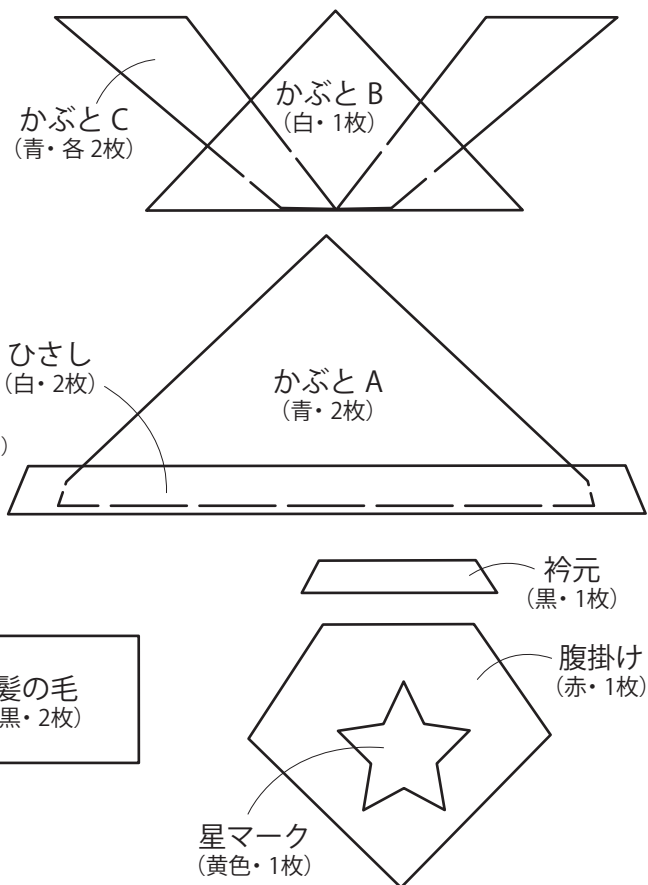 かぶと B
(白・1枚)
かぶと C
(青・各 2枚)
ひさし
(白・2枚)
かぶと A
(青・2枚)
)
衿元
(黒・1枚)
髪の毛
黒・2枚)
腹掛け
(赤・1枚)
星マーク
(黄色・1枚)